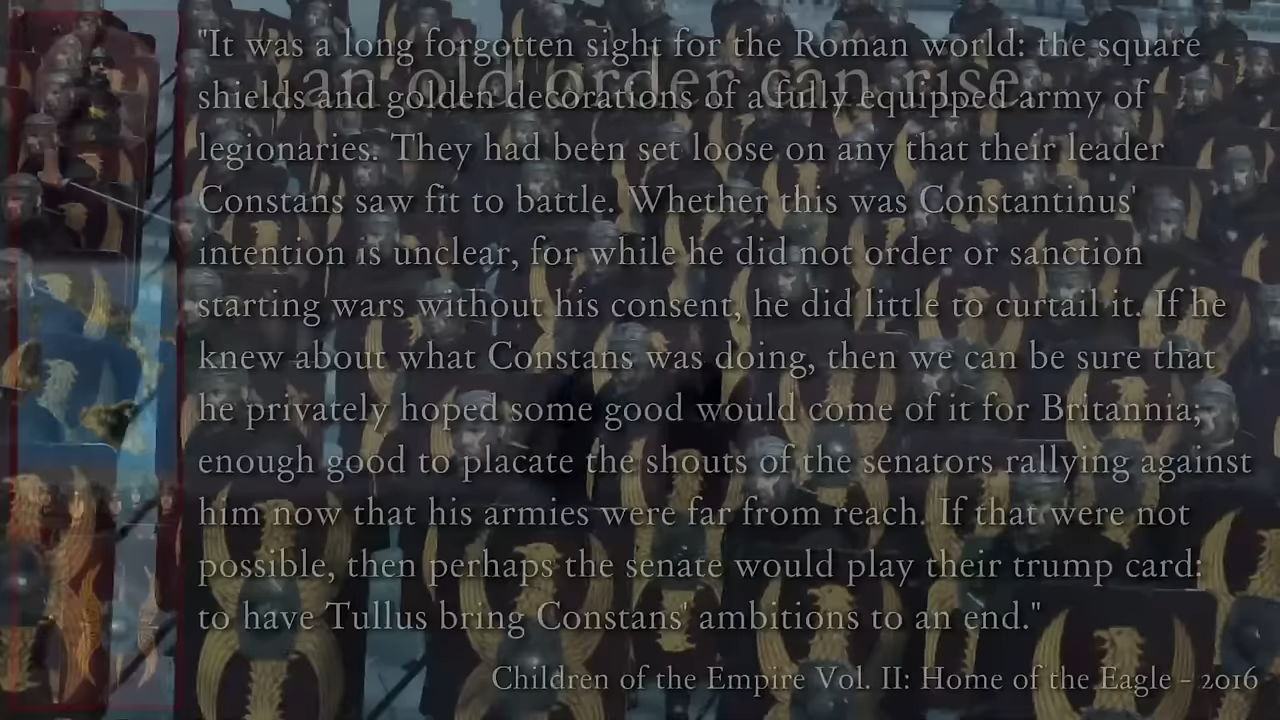 "It was a long forgotten sight for the Roman world: the square
an old order can rise
shields and golden decorations of a fully equipped army of
legionaries. They had been set loose on any that their leader
Constans saw fit to battle. Whether this was Constantinus'
intention is unclear, for while he did not order or sanction
starting wars without his consent, he did little to curtail it. If he
knew about what Constans was doing, then we can be sure that
he privately hoped some good would come of it for Britannia;
enough good to placate the shouts of the senators rallying against
him now that his armies were far from reach. If that were not
possible, then perhaps the senate would play their trump card:
to have Tullus bring Constans' ambitions to an end."
Children of the Empire Vol. II: Home of the Eagle - 2016